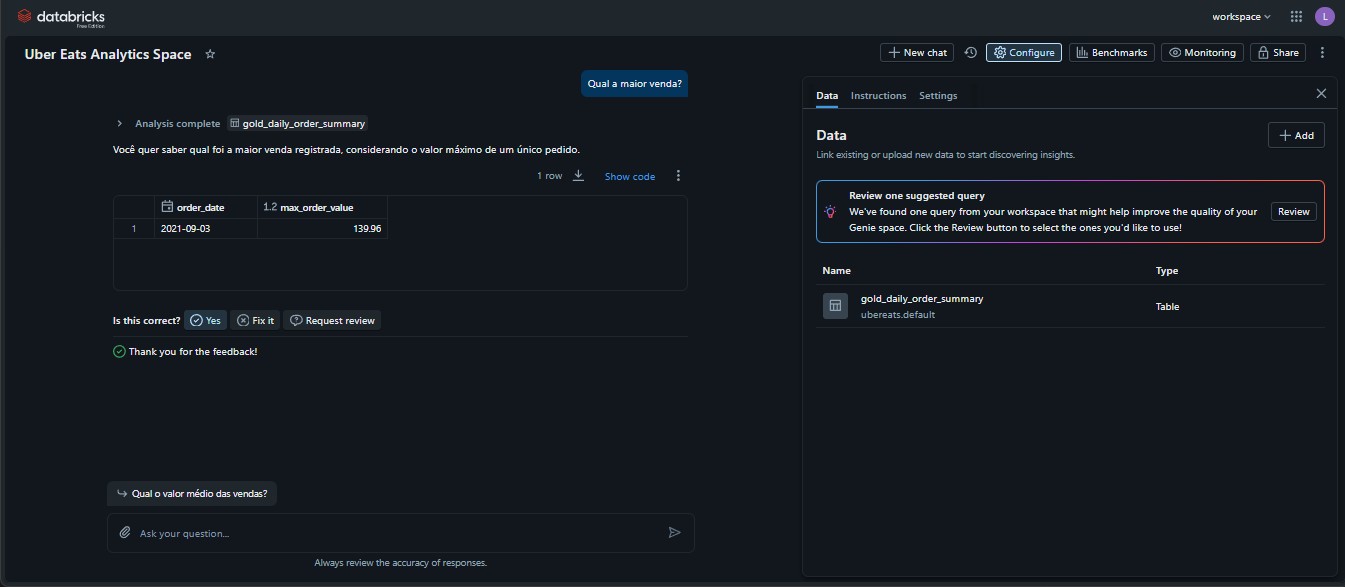 databricks
Free Edition
workspace
L
Uber Eats Analytics Space
New chat
Configure
Benchmarks
Monitoring
Share
Qual a maior venda?
Analysis complete gold_daily_order_summary
Você quer saber qual foi a maior venda registrada, considerando o valor máximo de um único pedido.
1 row
Show code
order_date 1.2 max_order_value
1 2021-09-03 139.96
Is this correct? Yes Fix it Request review
Thank you for the feedback!
Qual o valor médio das vendas?
Ask your question...
Always review the accuracy of responses.
Data Instructions Settings
Data
Add
Link existing or upload new data to start discovering insights.
Review one suggested query
We've found one query from your workspace that might help improve the quality of your
Genie space. Click the Review button to select the ones you'd like to use!
Review
Name Type
gold_daily_order_summary
ubereats.default
Table